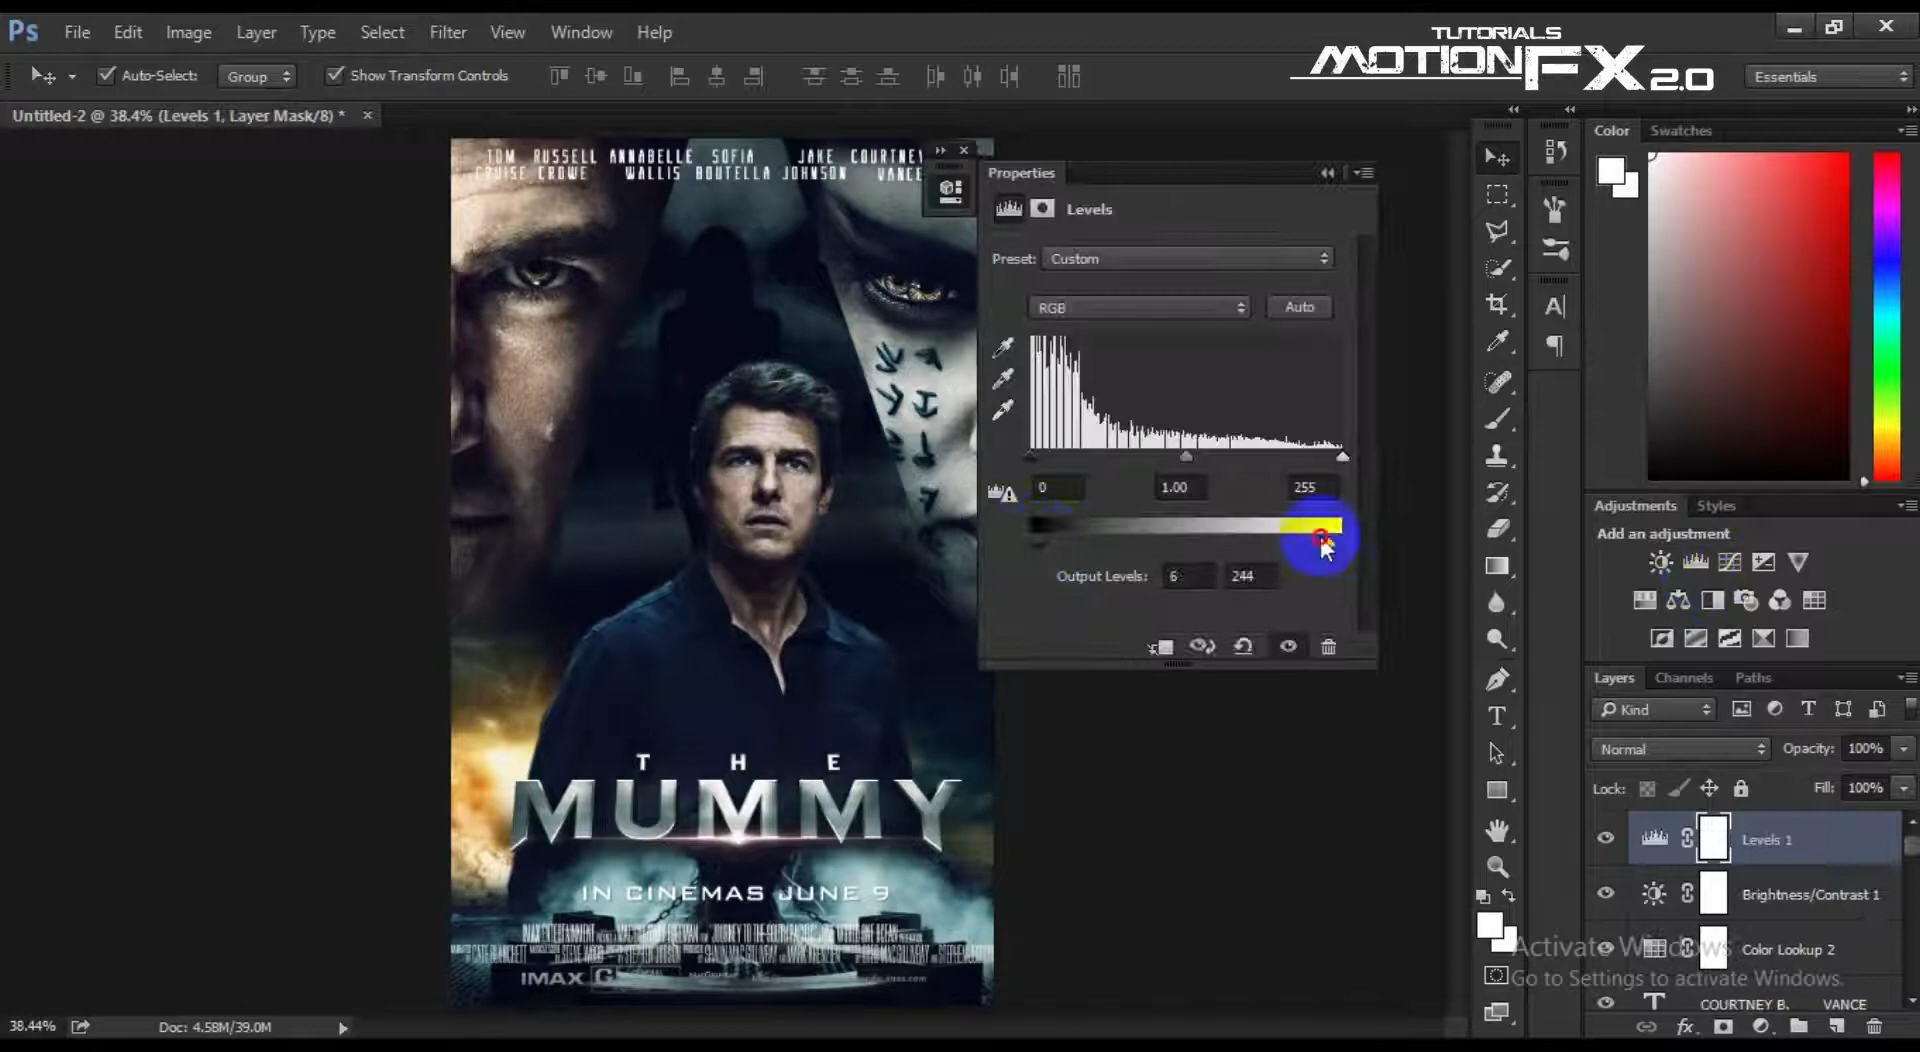 Ps File Edit Image Layer Type Select Filter View Window Help
TUTORIALS
MOTIONFX 2.0
Auto-Select: Group Show Transform Controls
Essentials
Untitled-2 @ 38.4% (Levels 1, Layer Mask/8) *
Color Swatches
TOM RUSSELL ANNABELLE SOFIA JAKE COURTNEY
CRUISE CROWE WALLIS BOUTELLA JOHNSON VANCE
Properties
Levels
Preset: Custom
RGB Auto
0 1.00 255
Output Levels: 6 244
Adjustments Styles
Add an adjustment
Layers Channels Paths
Kind
Normal Opacity: 100%
Lock: Fill: 100%
Levels 1
Brightness/Contrast 1
Color Lookup 2
COURTNEY B. VANCE
T H E
MUMMY
IN CINEMAS JUNE 9
IMAX G
Activate Windows
Go to Settings to activate Windows.
38.44% Doc: 4.58M/39.0M